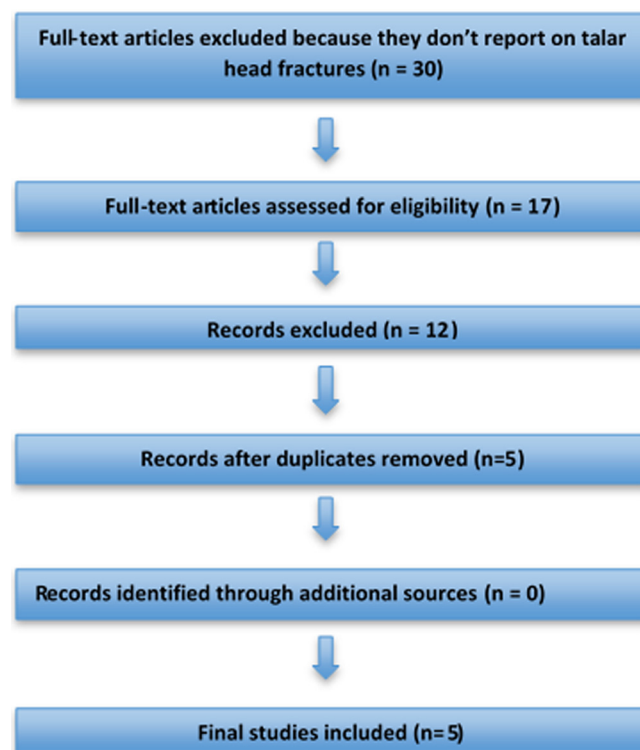 Full-text articles excluded because they don't report on talar
head fractures (n = 30)
Full-text articles assessed for eligibility (n = 17)
Records excluded (n = 12)
Records after duplicates removed (n=5)
Records identified through additional sources (n = 0)
Final studies included (n=5)